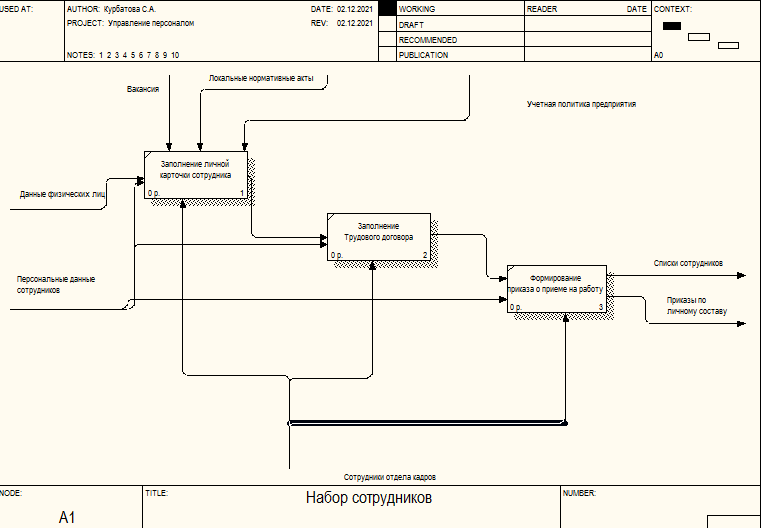 USED AT:
AUTHOR: Курбатова С.А.
DATE: 02.12.2021
WORKING
READER
DATE
CONTEXT:
PROJECT: Управление персоналом
REV: 02.12.2021
DRAFT
RECOMMENDED
NOTES: 1 2 3 4 5 6 7 8 9 10
PUBLICATION
A0
Вакансия
Локальные нормативные акты
Учетная политика предприятия
Заполнение личной
карточки сотрудника
0 р.
1
Данные физических лиц
Заполнение
Трудового договора
0 р.
2
Персональные данные
сотрудников
Формирование
приказа о приеме на работу
0 р.
3
Списки сотрудников
Приказы по
личному составу
Сотрудники отдела кадров
NODE:
A1
TITLE:
Набор сотрудников
NUMBER: